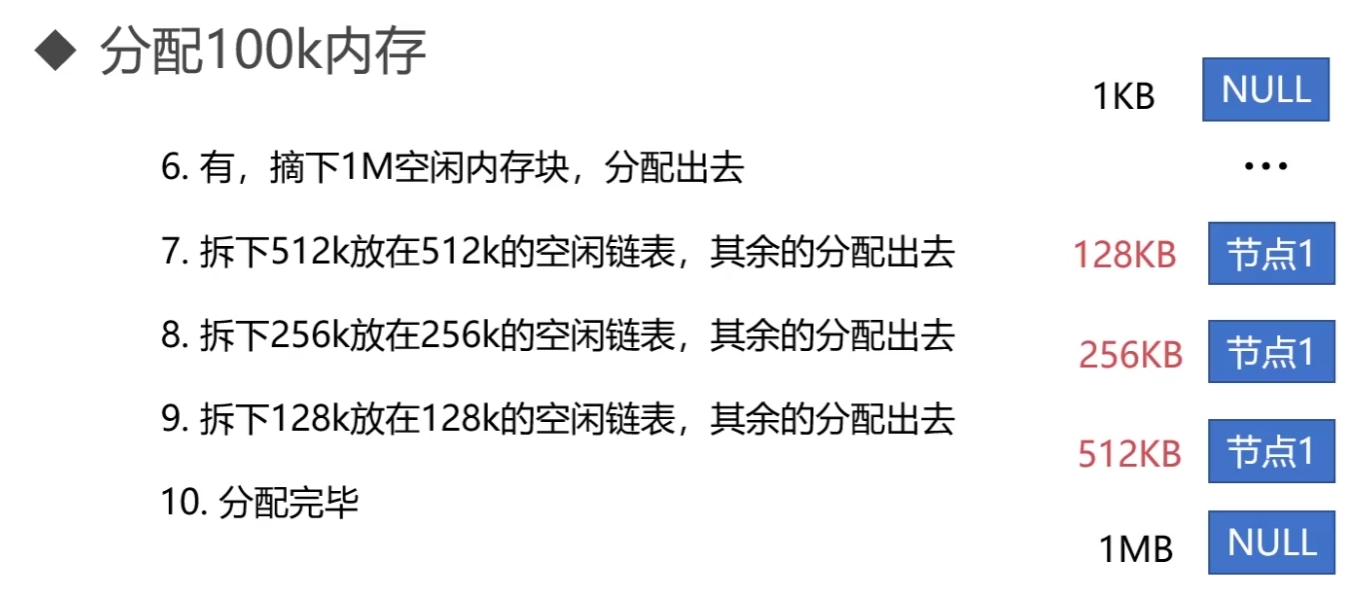 ◆ 分配100k内存
6. 有，摘下1M空闲内存块，分配出去
7. 拆下512k放在512k的空闲链表，其余的分配出去
8. 拆下256k放在256k的空闲链表，其余的分配出去
9. 拆下128k放在128k的空闲链表，其余的分配出去
10. 分配完毕
1KB NULL
...
128KB 节点1
256KB 节点1
512KB 节点1
1MB NULL